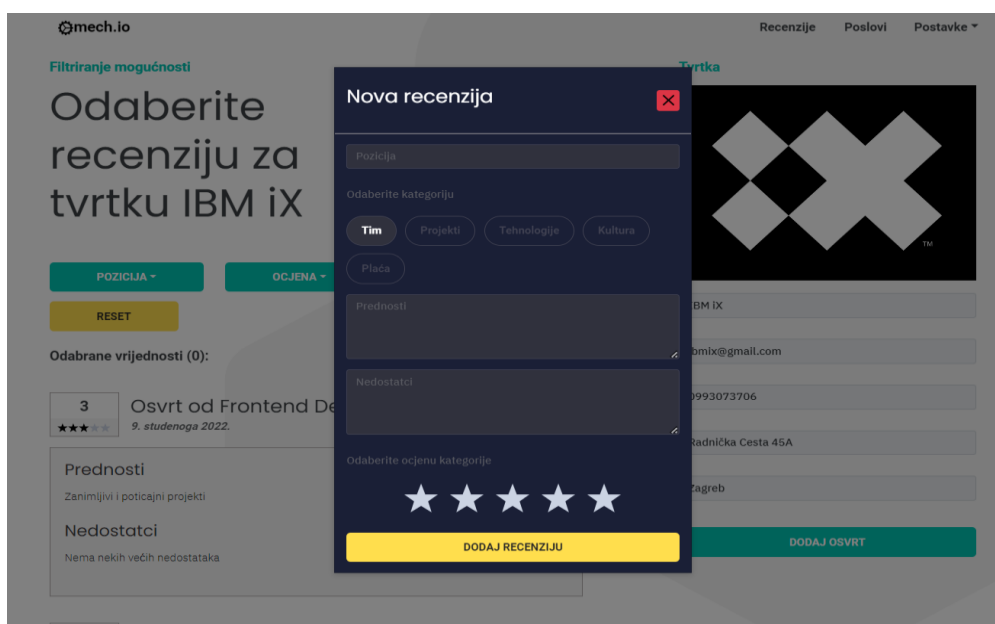 mech.io
Recenzije Poslovi Postavke
Filtriranje mogućnosti
Odaberite
recenziju za
tvrtku IBM iX
POZICIJA
OCJENA
RESET
Odabrane vrijednosti (0):
3
Osvrt od Frontend De
9. studenoga 2022.
Prednosti
Zanimljivi i poticajni projekti
Nedostatci
Nema nekih većih nedostataka
Nova recenzija
Pozicija
Odaberite kategoriju
Tim Projekti Tehnologije Kultura
Plaća
Prednosti
Nedostatci
Odaberite ocjenu kategorije
DODAJ RECENZIJU
Tvrtka
TM
IBM iX
ibmix@gmail.com
0993073706
Radnička Cesta 45A
Zagreb
DODAJ OSVRT